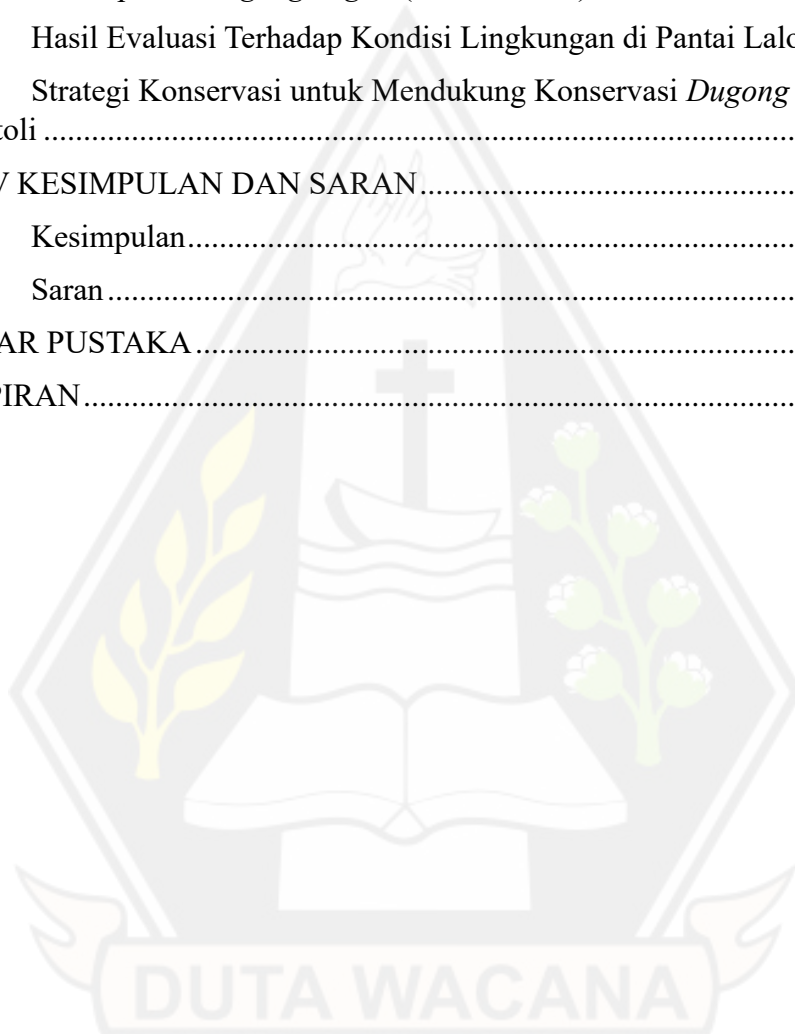 Hasil Evaluasi Terhadap Kondisi Lingkungan di Pantai Lalo
Strategi Konservasi untuk Mendukung Konservasi Dugong
toli ....................................................................................................
V KESIMPULAN DAN SARAN..................................................
Kesimpulan................................................................................
Saran..........................................................................................
AR PUSTAKA................................................................................
PIRAN............................................................................................
DUTA WACANA